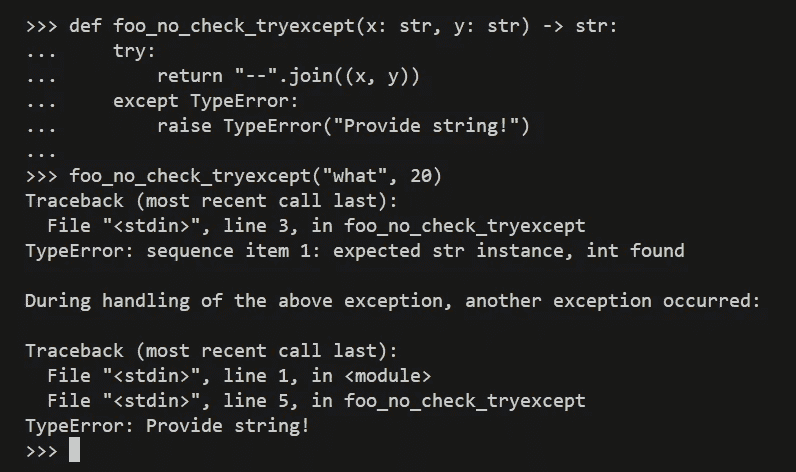 >>> def foo_no_check_tryexcept(x: str, y: str) -> str:
...     try:
...         return "--".join((x, y))
...     except TypeError:
...         raise TypeError("Provide string!")
...
>>> foo_no_check_tryexcept("what", 20)
Traceback (most recent call last):
  File "<stdin>", line 3, in foo_no_check_tryexcept
TypeError: sequence item 1: expected str instance, int found

During handling of the above exception, another exception occurred:

Traceback (most recent call last):
  File "<stdin>", line 1, in <module>
  File "<stdin>", line 5, in foo_no_check_tryexcept
TypeError: Provide string!
>>>